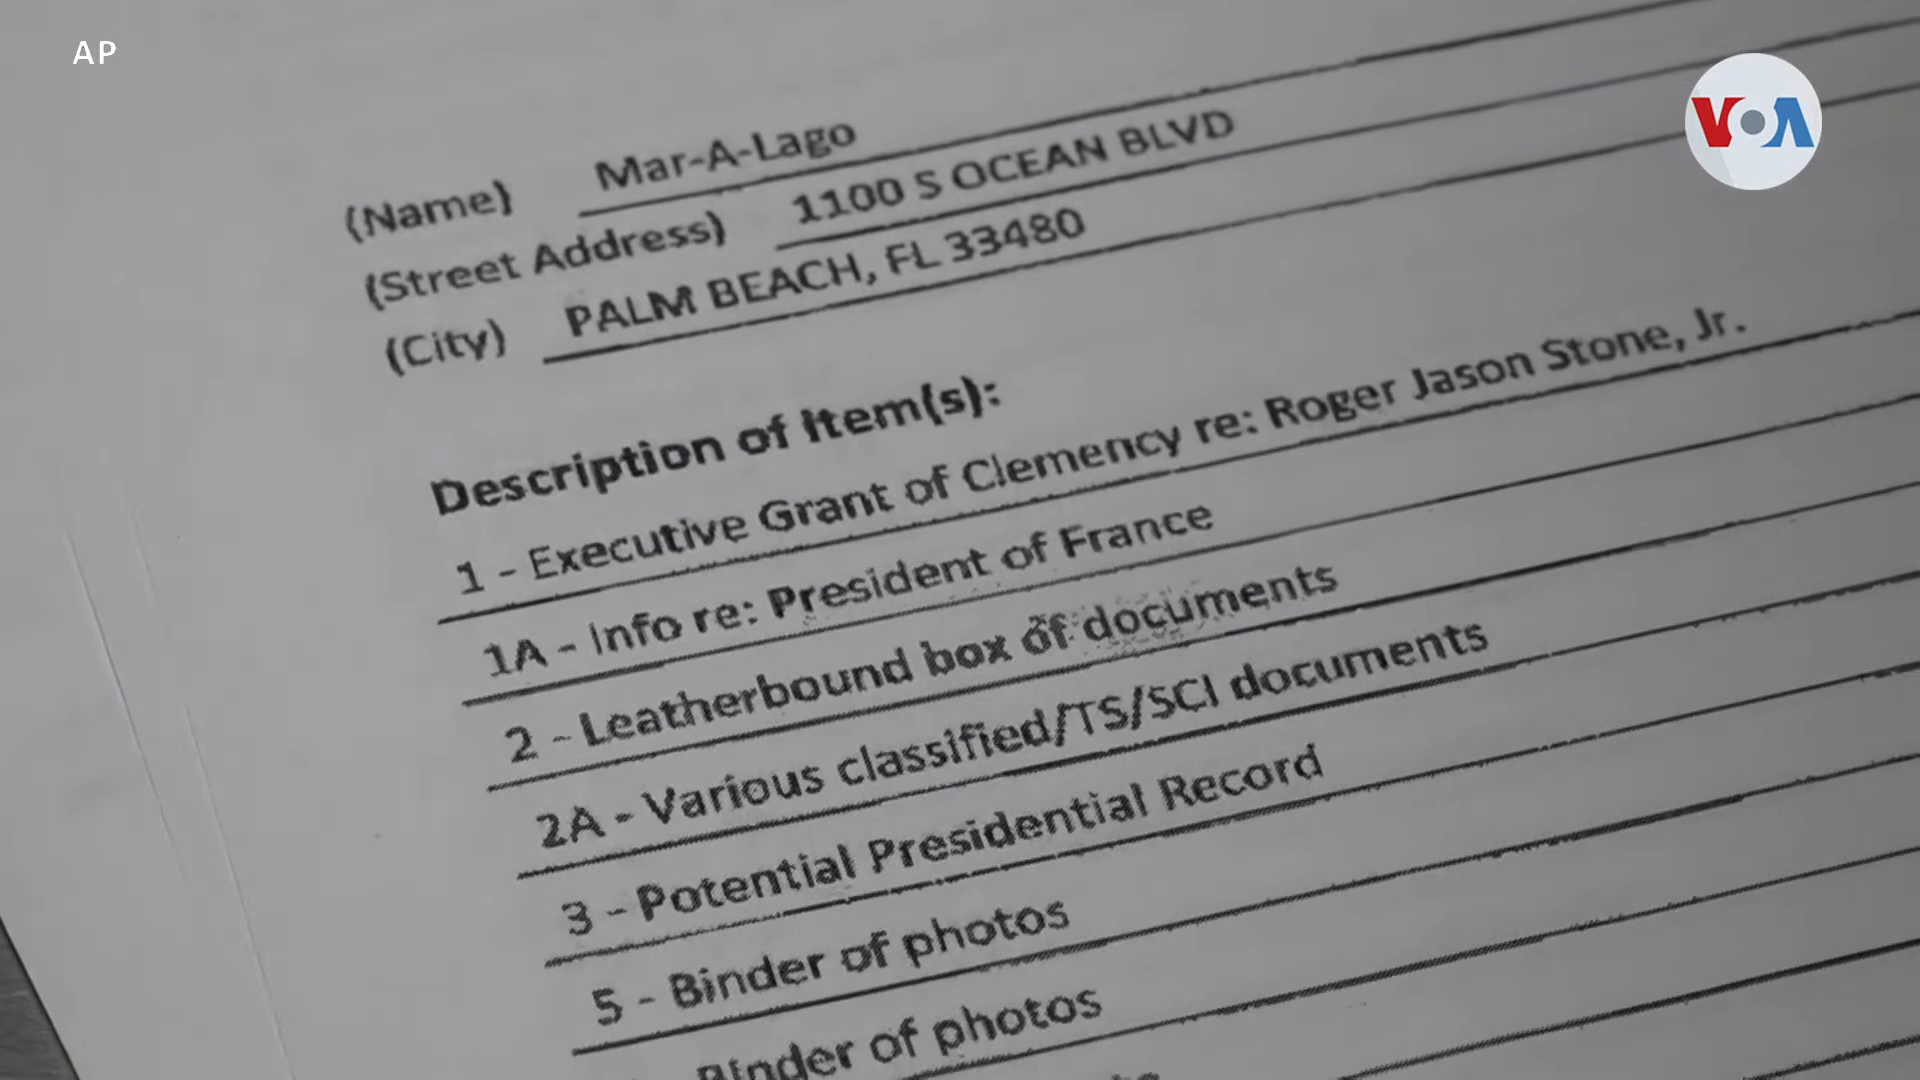 AP
VOA
(Name) Mar-A-Lago
(Street Address) 1100 S OCEAN BLVD
(City) PALM BEACH, FL 33480
Description of Item(s):
1 - Executive Grant of Clemency re: Roger Jason Stone, Jr.
1A - Info re: President of France
2 - Leatherbound box of documents
2A - Various classified/TS/SCI documents
3 - Potential Presidential Record
5 - Binder of photos
Binder of photos